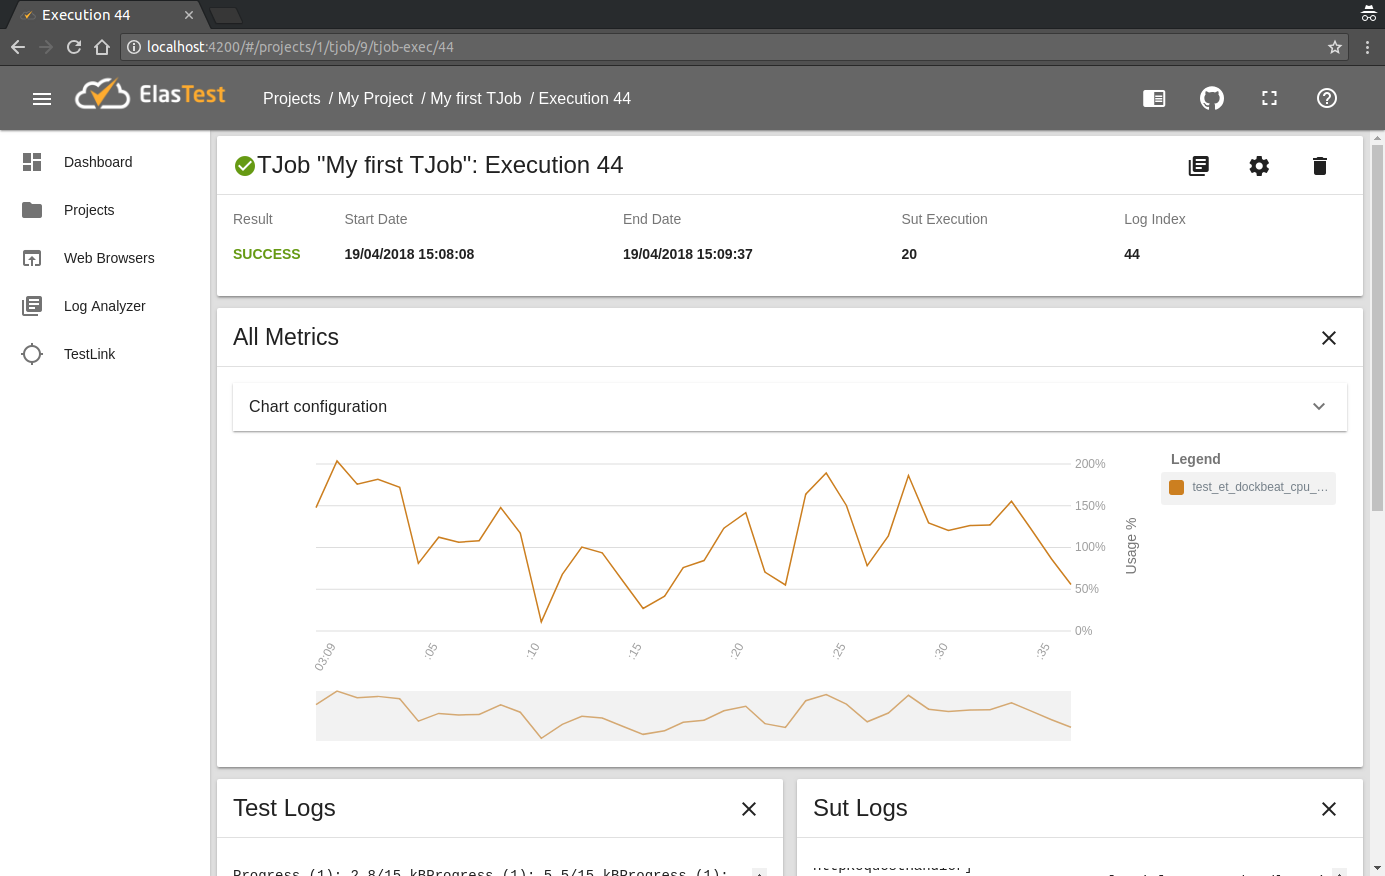 Execution 44
localhost:4200/#/projects/1/tjob/9/tjob-exec/44
ElasTest
Projects / My Project / My first TJob / Execution 44
Dashboard
Projects
Web Browsers
Log Analyzer
TestLink
TJob "My first TJob": Execution 44
Result Start Date End Date Sut Execution Log Index
SUCCESS 19/04/2018 15:08:08 19/04/2018 15:09:37 20 44
All Metrics
Chart configuration
200%
150%
100%
50%
0%
Usage %
03:09 :05 :10 :15 :20 :25 :30 :35
Legend
test_et_dockbeat_cpu_...
Test Logs
Progress (1): 2.8/15 kBProgress (1): 5.5/15 kBProgress (1):
Sut Logs
HttpRequestHandler]